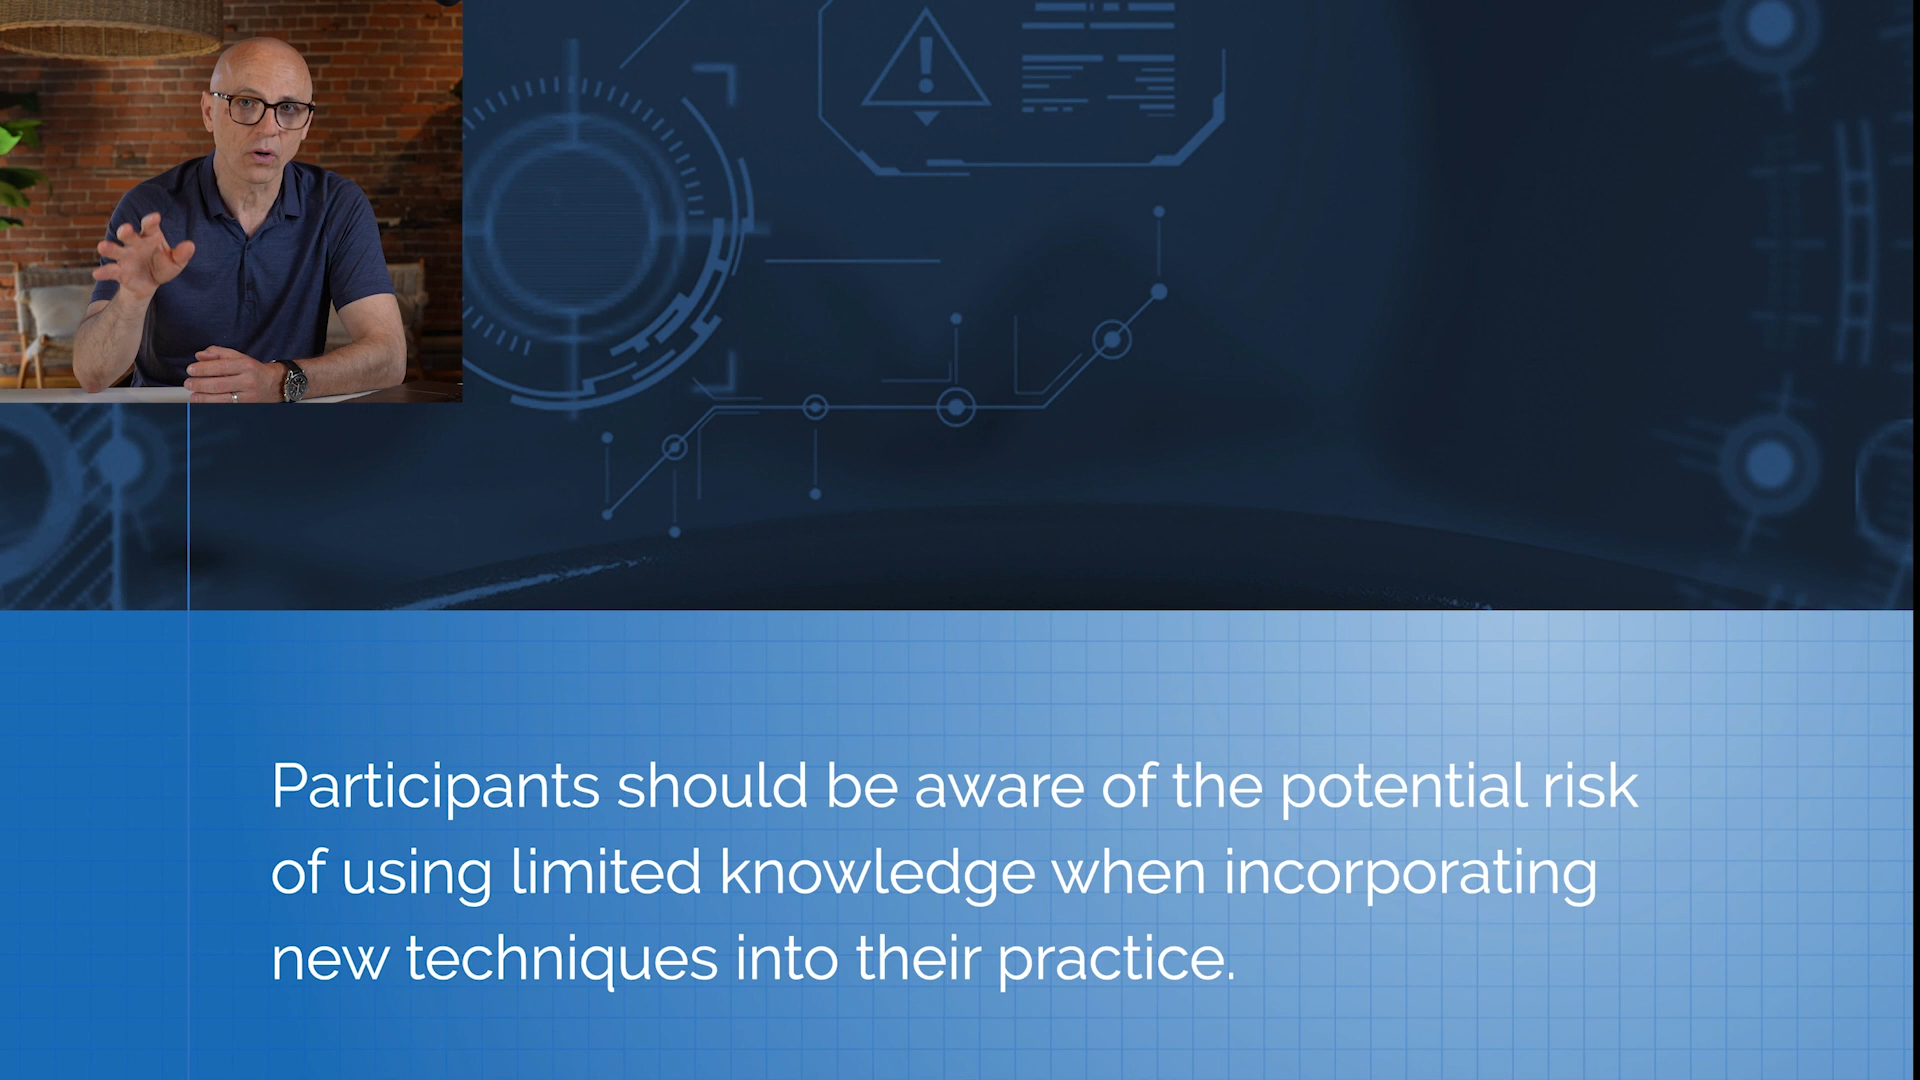 Participants should be aware of the potential risk
of using limited knowledge when incorporating
new techniques into their practice.